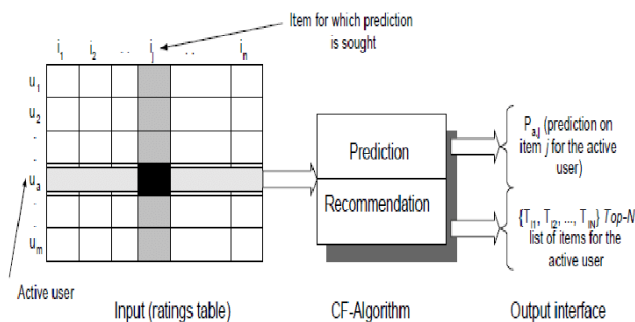 Item for which prediction
is sought
i1 i2 . . ij . . in
u1
u2
.
.
ua
.
.
um
Active user
Input (ratings table)
Prediction
Recommendation
CF-Algorithm
Pa,j (prediction on
item j for the active
user)
{Ti1, Ti2, ..., TiN} Top-N
list of items for the
active user
Output interface